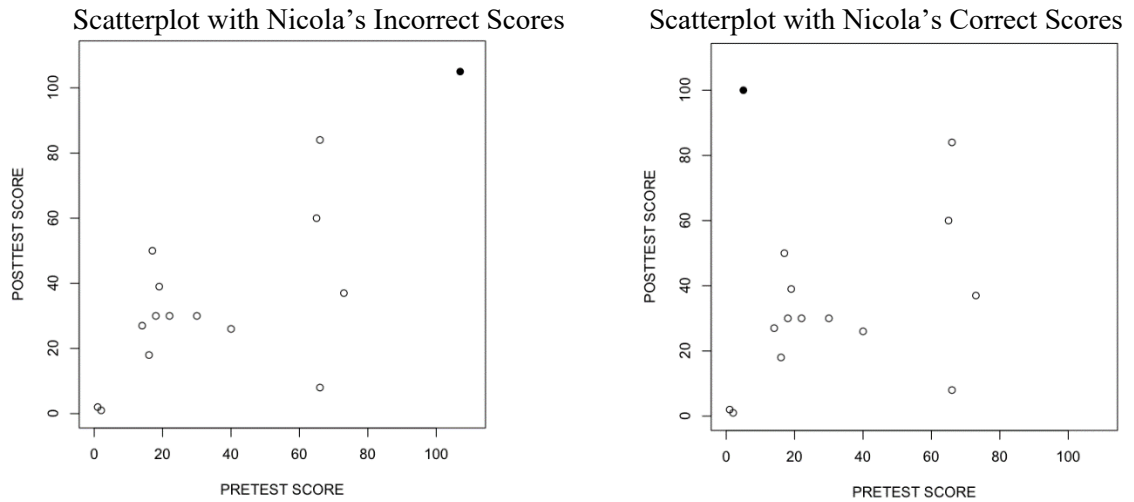 Scatterplot with Nicola’s Incorrect Scores
POSTTEST SCORE
100
80
60
40
20
0
0 20 40 60 80 100
PRETEST SCORE
Scatterplot with Nicola’s Correct Scores
POSTTEST SCORE
100
80
60
40
20
0
0 20 40 60 80 100
PRETEST SCORE